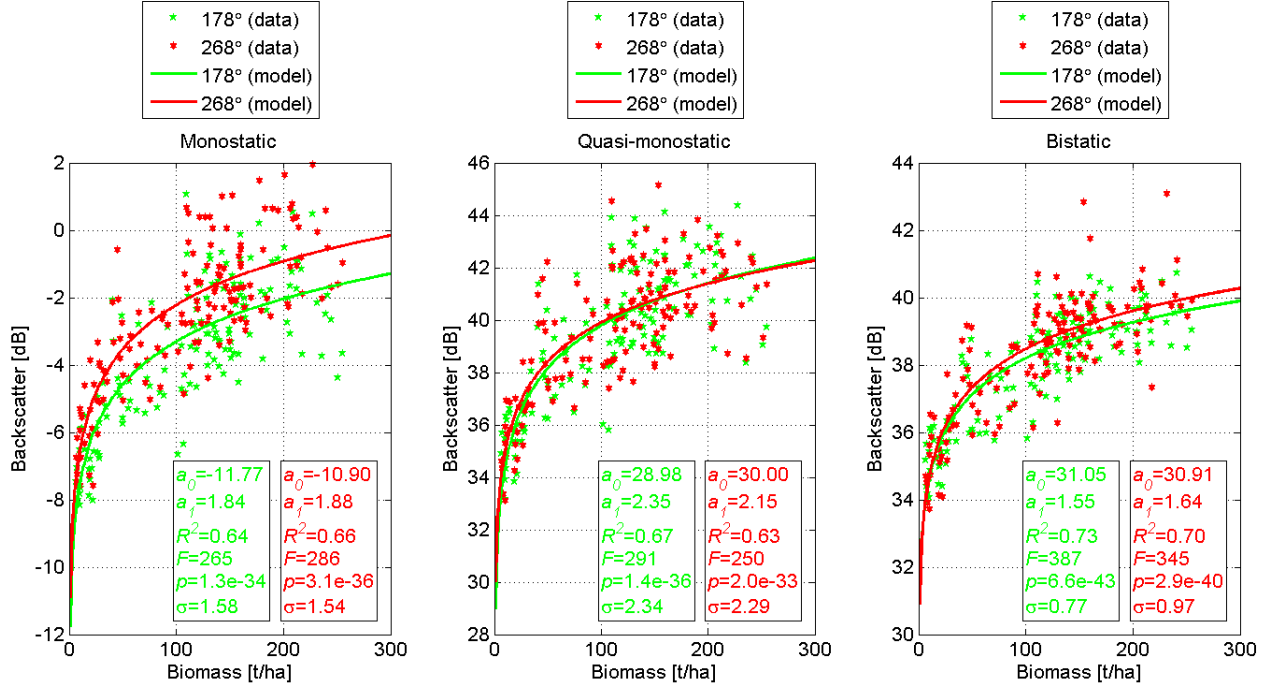 178° (data)
268° (data)
178° (model)
268° (model)
Monostatic
Backscatter [dB]
2
0
-2
-4
-6
-8
-10
-12
0
100
200
300
Biomass [t/ha]
a0=-11.77
a1=1.84
R2=0.64
F=265
p=1.3e-34
σ=1.58
a0=-10.90
a1=1.88
R2=0.66
F=286
p=3.1e-36
σ=1.54
178° (data)
268° (data)
178° (model)
268° (model)
Quasi-monostatic
Backscatter [dB]
46
44
42
40
38
36
34
32
30
28
0
100
200
300
Biomass [t/ha]
a0=28.98
a1=2.35
R2=0.67
F=291
p=1.4e-36
σ=2.34
a0=30.00
a1=2.15
R2=0.63
F=250
p=2.0e-33
σ=2.29
178° (data)
268° (data)
178° (model)
268° (model)
Bistatic
Backscatter [dB]
44
42
40
38
36
34
32
30
0
100
200
300
Biomass [t/ha]
a0=31.05
a1=1.55
R2=0.73
F=387
p=6.6e-43
σ=0.77
a0=30.91
a1=1.64
R2=0.70
F=345
p=2.9e-40
σ=0.97